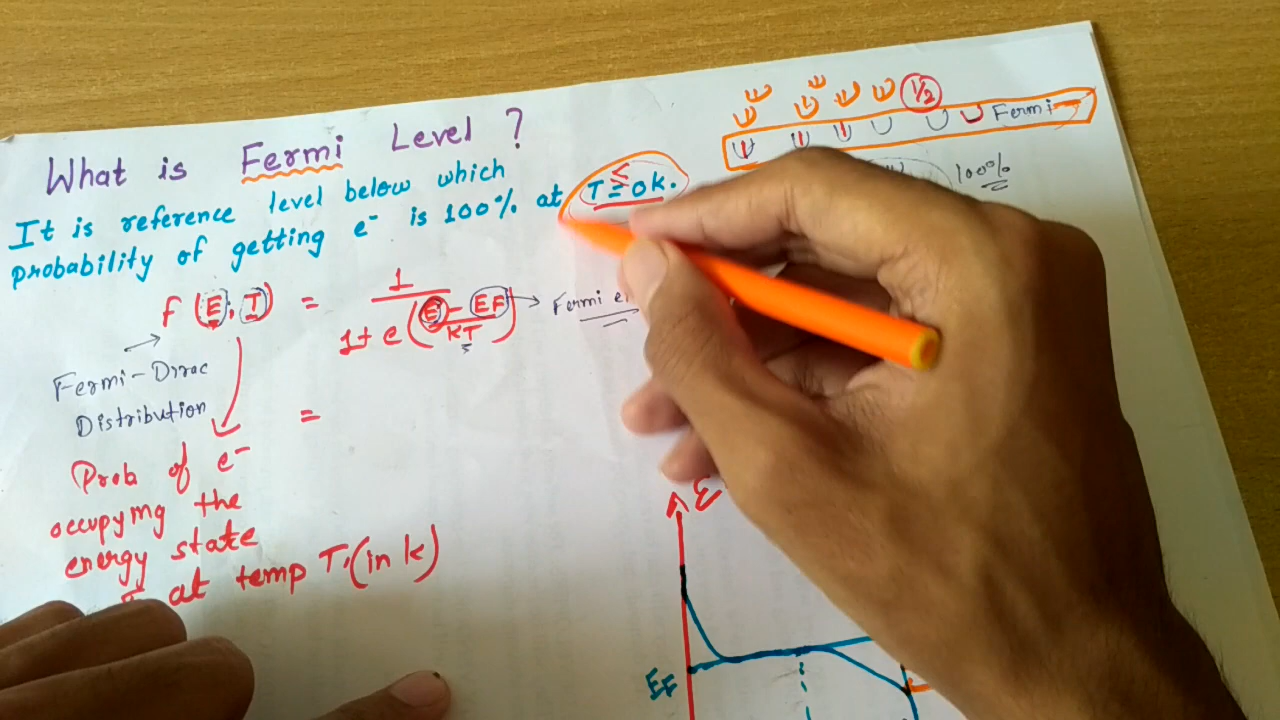 What is Fermi Level ?
It is reference level below which
probability of getting e⁻ is 100% at T ≤ 0 k.
f (E, T) = 1 / 1 + e ( E - EF / KT ) → Fermi
Fermi-Dirac
Distribution
=
Prob of e⁻
occupying the
energy state
at temp T, (in k)
1/2
Fermi
100%
E
EF